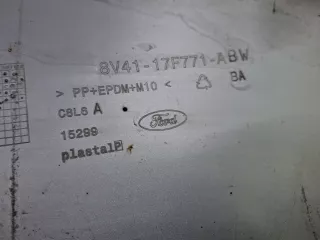 8V41-17F771-ABW
> PP+EPDM+M10 < BA
C8L6 A
15299
Ford
plastal